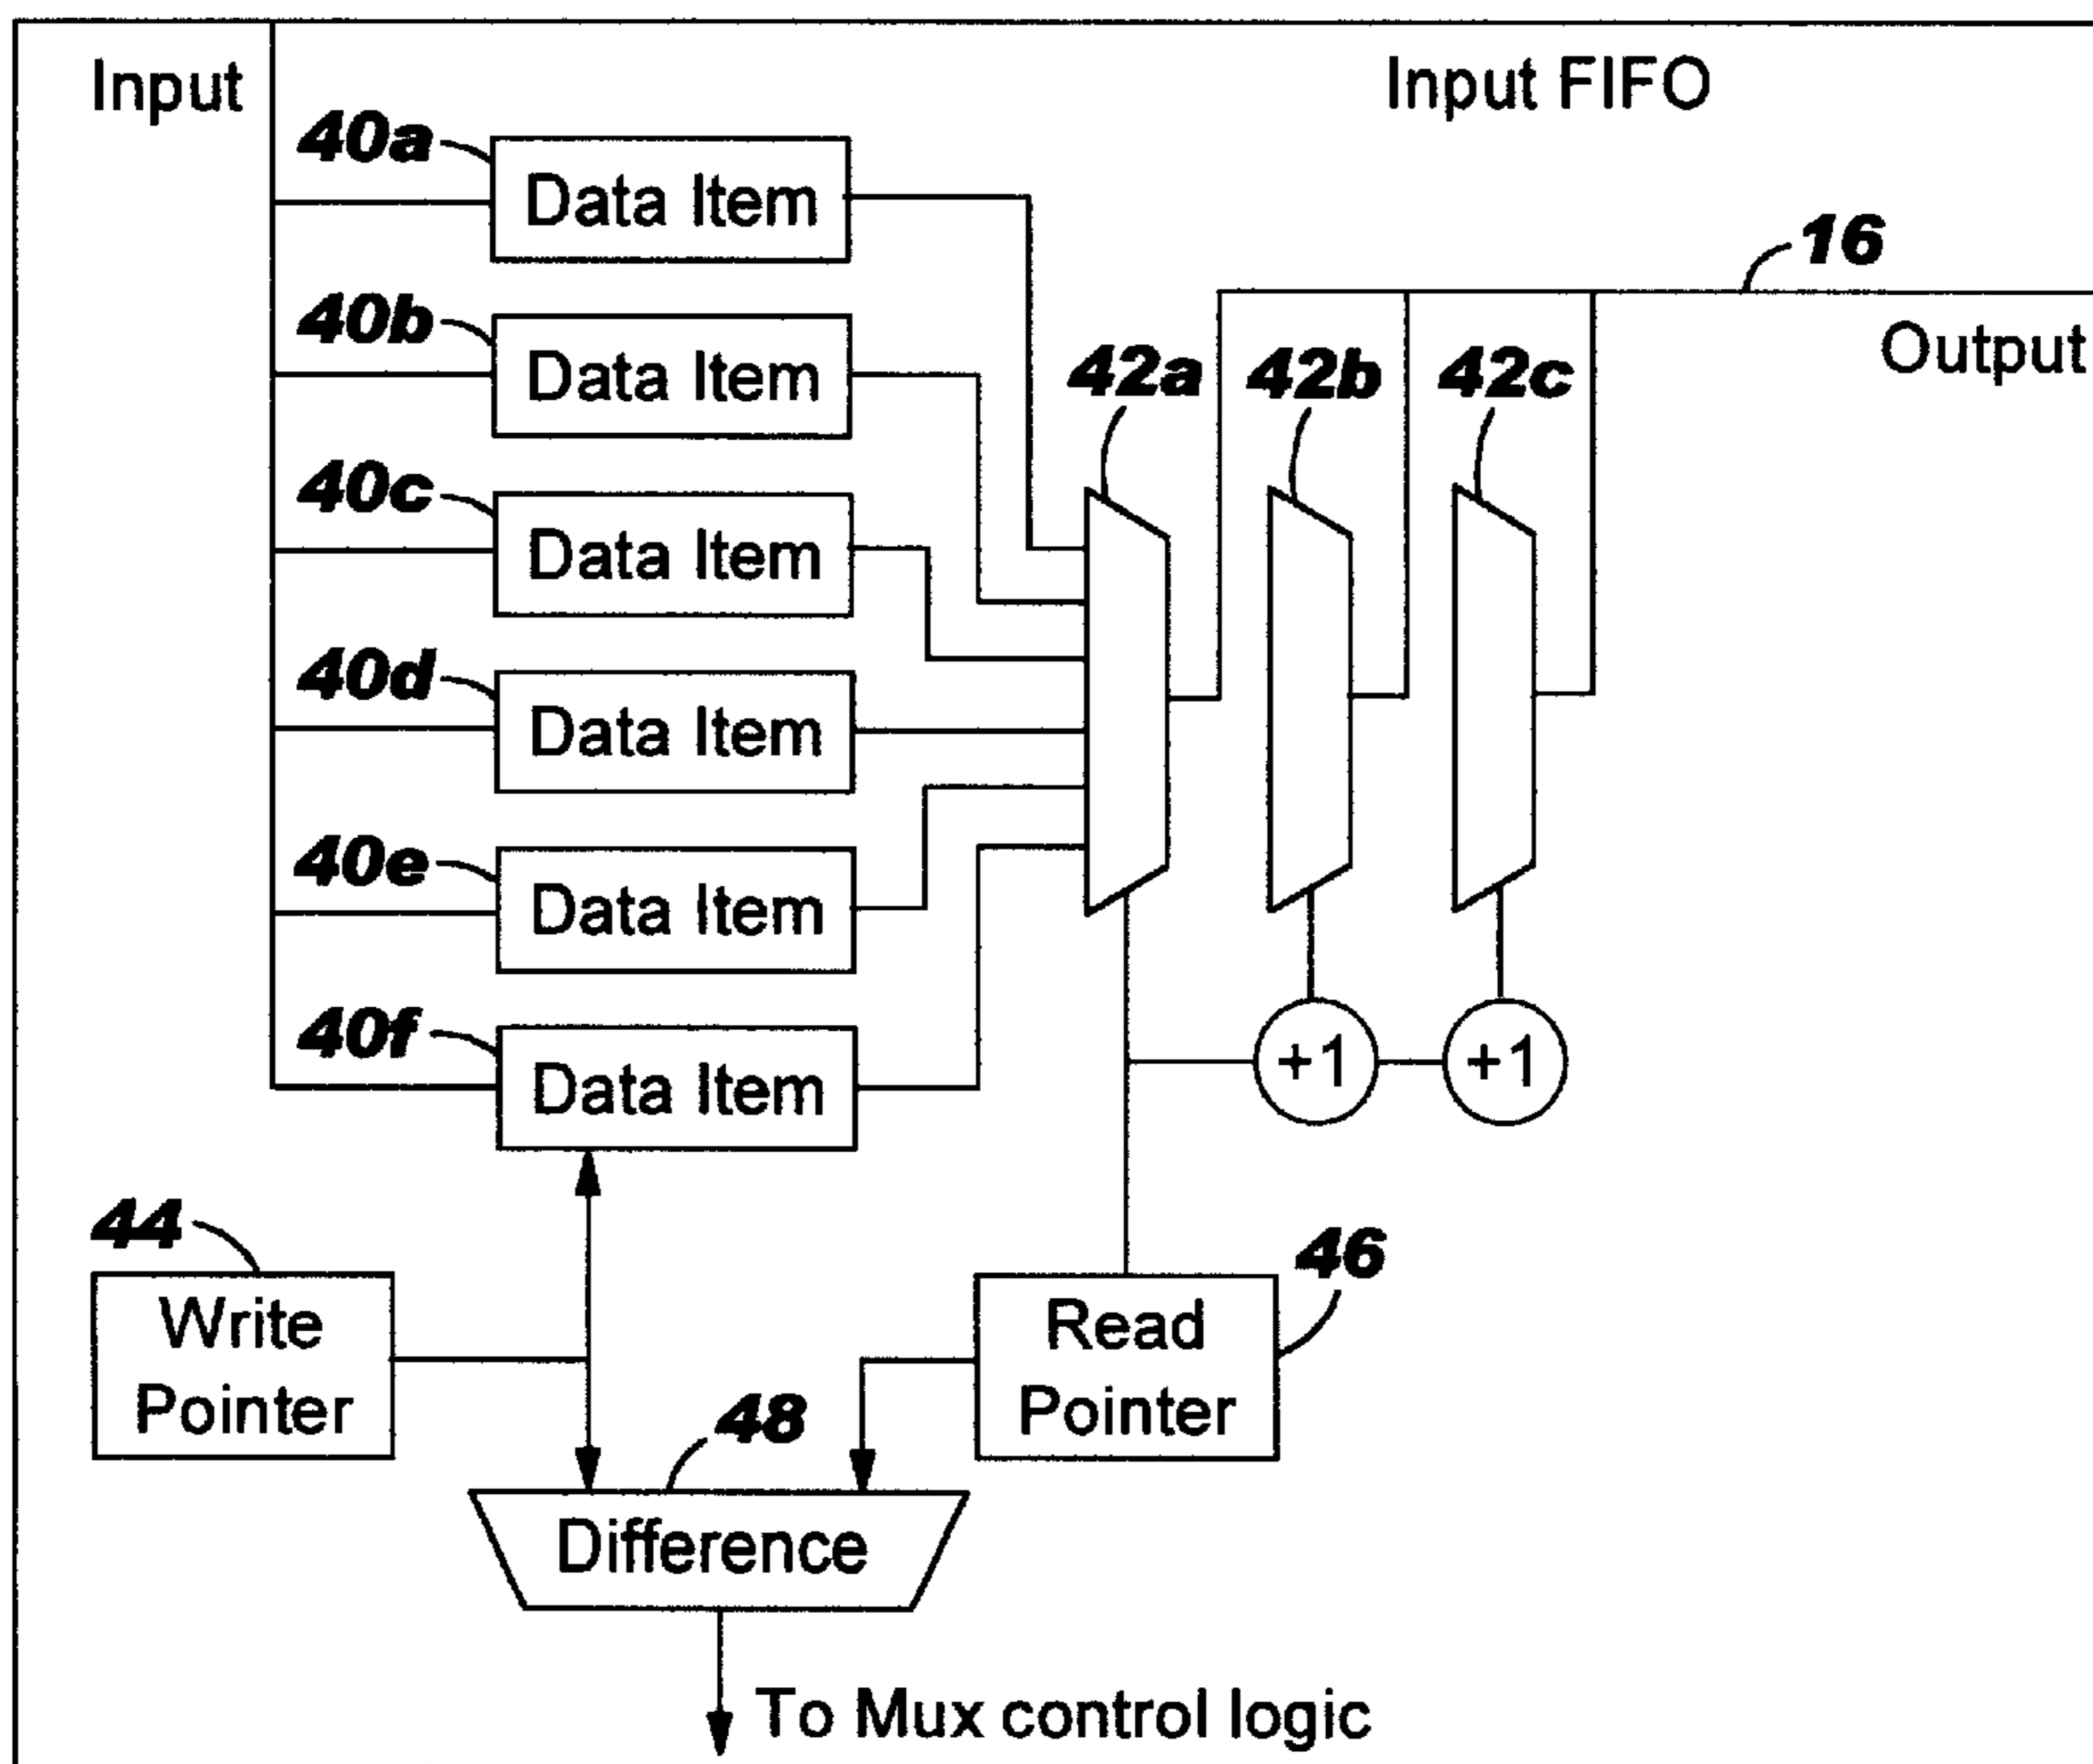 Input
Input FIFO
40a
Data Item
16
40b
Data Item
Output
42a
42b
42c
40c
Data Item
40d
Data Item
40e
Data Item
40f
Data Item
+1
+1
44
Write
Pointer
46
Read
Pointer
48
Difference
To Mux control logic